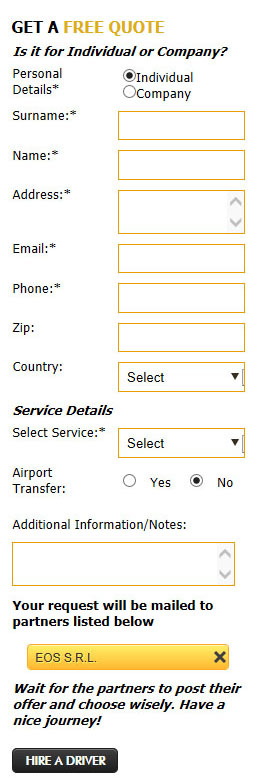 GET A FREE QUOTE
Is it for Individual or Company?
Personal Details*
Individual
Company
Surname:*
Name:*
Address:*
Email:*
Phone:*
Zip:
Country:
Select
Service Details
Select Service:*
Select
Airport Transfer:
Yes No
Additional Information/Notes:
Your request will be mailed to
partners listed below
EOS S.R.L.
Wait for the partners to post their
offer and choose wisely. Have a
nice journey!
HIRE A DRIVER